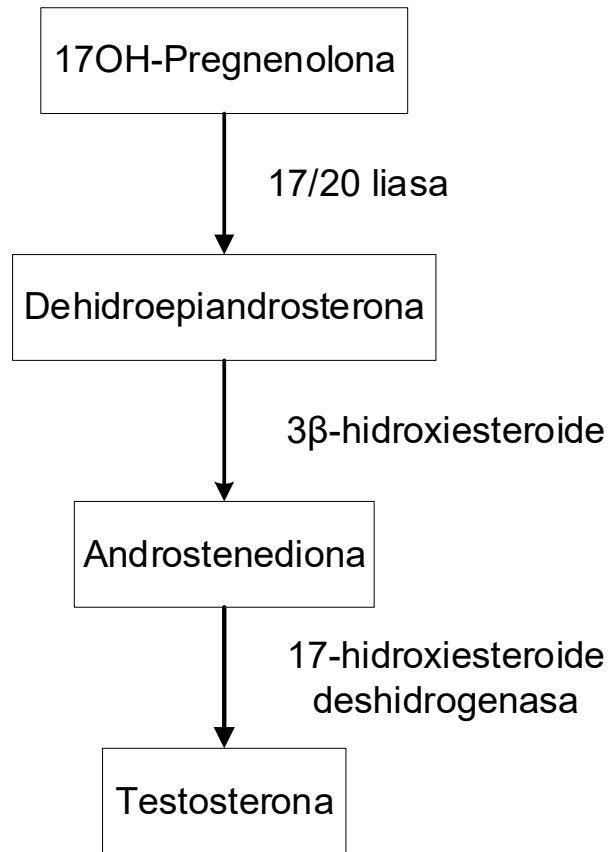 17OH-Pregnenolona
17/20 liasa
Dehidroepiandrosterona
3β-hidroxiesteroide
Androstenediona
17-hidroxiesteroide
deshidrogenasa
Testosterona